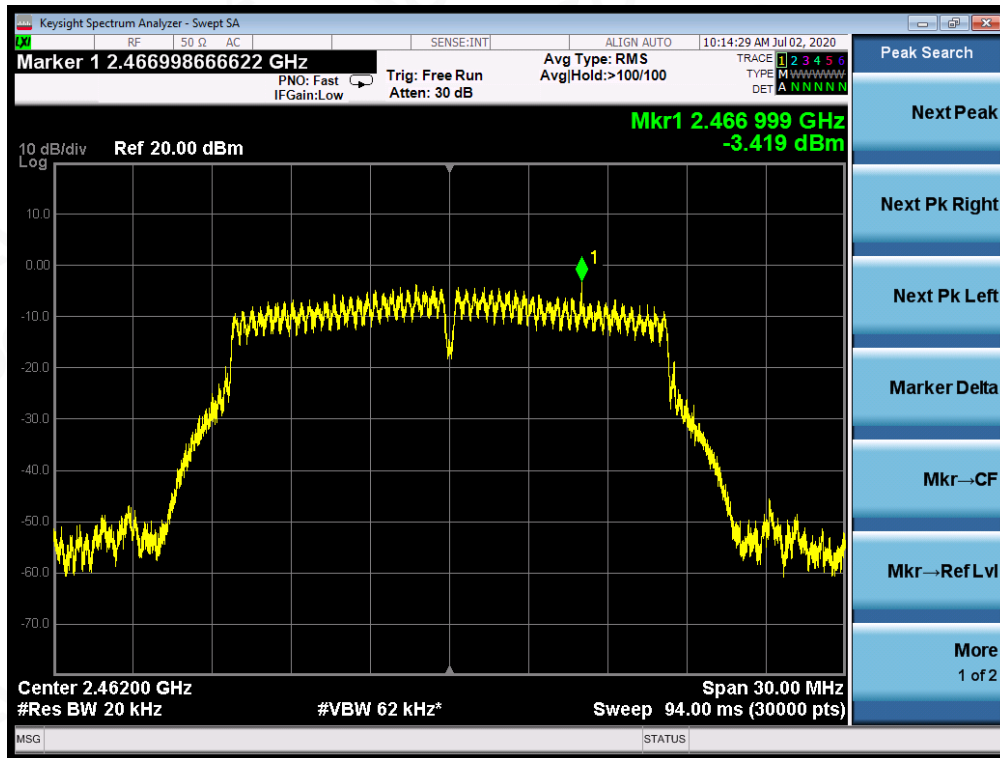 Keysight Spectrum Analyzer - Swept SA
LXI RF 50 Ω AC SENSE:INT ALIGN AUTO 10:14:29 AM Jul 02, 2020
Marker 1 2.466998666622 GHz
PNO: Fast
IFGain:Low
Trig: Free Run
Atten: 30 dB
Avg Type: RMS
Avg|Hold:>100/100
TRACE 1 2 3 4 5 6
TYPE M WWWWW
DET A N N N N N
Peak Search
Mkr1 2.466 999 GHz
-3.419 dBm
10 dB/div Ref 20.00 dBm
Log
10.0
0.00
-10.0
-20.0
-30.0
-40.0
-50.0
-60.0
-70.0
1
Center 2.46200 GHz Span 30.00 MHz
#Res BW 20 kHz #VBW 62 kHz* Sweep 94.00 ms (30000 pts)
Next Peak
Next Pk Right
Next Pk Left
Marker Delta
Mkr→CF
Mkr→Ref Lvl
More
1 of 2
MSG STATUS